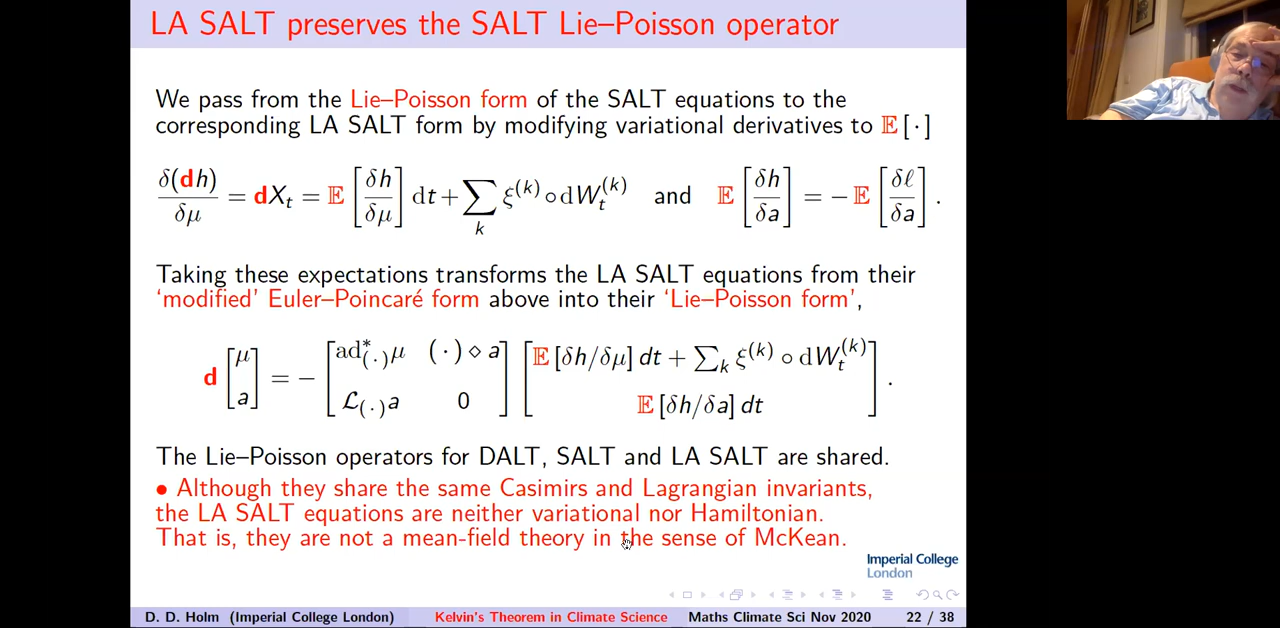 LA SALT preserves the SALT Lie–Poisson operator
We pass from the Lie–Poisson form of the SALT equations to the
corresponding LA SALT form by modifying variational derivatives to 𝔼[·]
δ(dh)/δμ = dX_t = 𝔼[δh/δμ] dt + ∑_k ξ^(k) ∘ dW_t^(k) and 𝔼[δh/δa] = −𝔼[δℓ/δa].
Taking these expectations transforms the LA SALT equations from their
‘modified’ Euler–Poincaré form above into their ‘Lie–Poisson form’,
d [μ a] = − [ad*_(·)μ (·)⋄a ℒ_(·)a 0] [𝔼[δh/δμ] dt + ∑_k ξ^(k) ∘ dW_t^(k) 𝔼[δh/δa] dt].
The Lie–Poisson operators for DALT, SALT and LA SALT are shared.
• Although they share the same Casimirs and Lagrangian invariants,
the LA SALT equations are neither variational nor Hamiltonian.
That is, they are not a mean-field theory in the sense of McKean.
Imperial College
London
D. D. Holm (Imperial College London) Kelvin's Theorem in Climate Science Maths Climate Sci Nov 2020 22 / 38